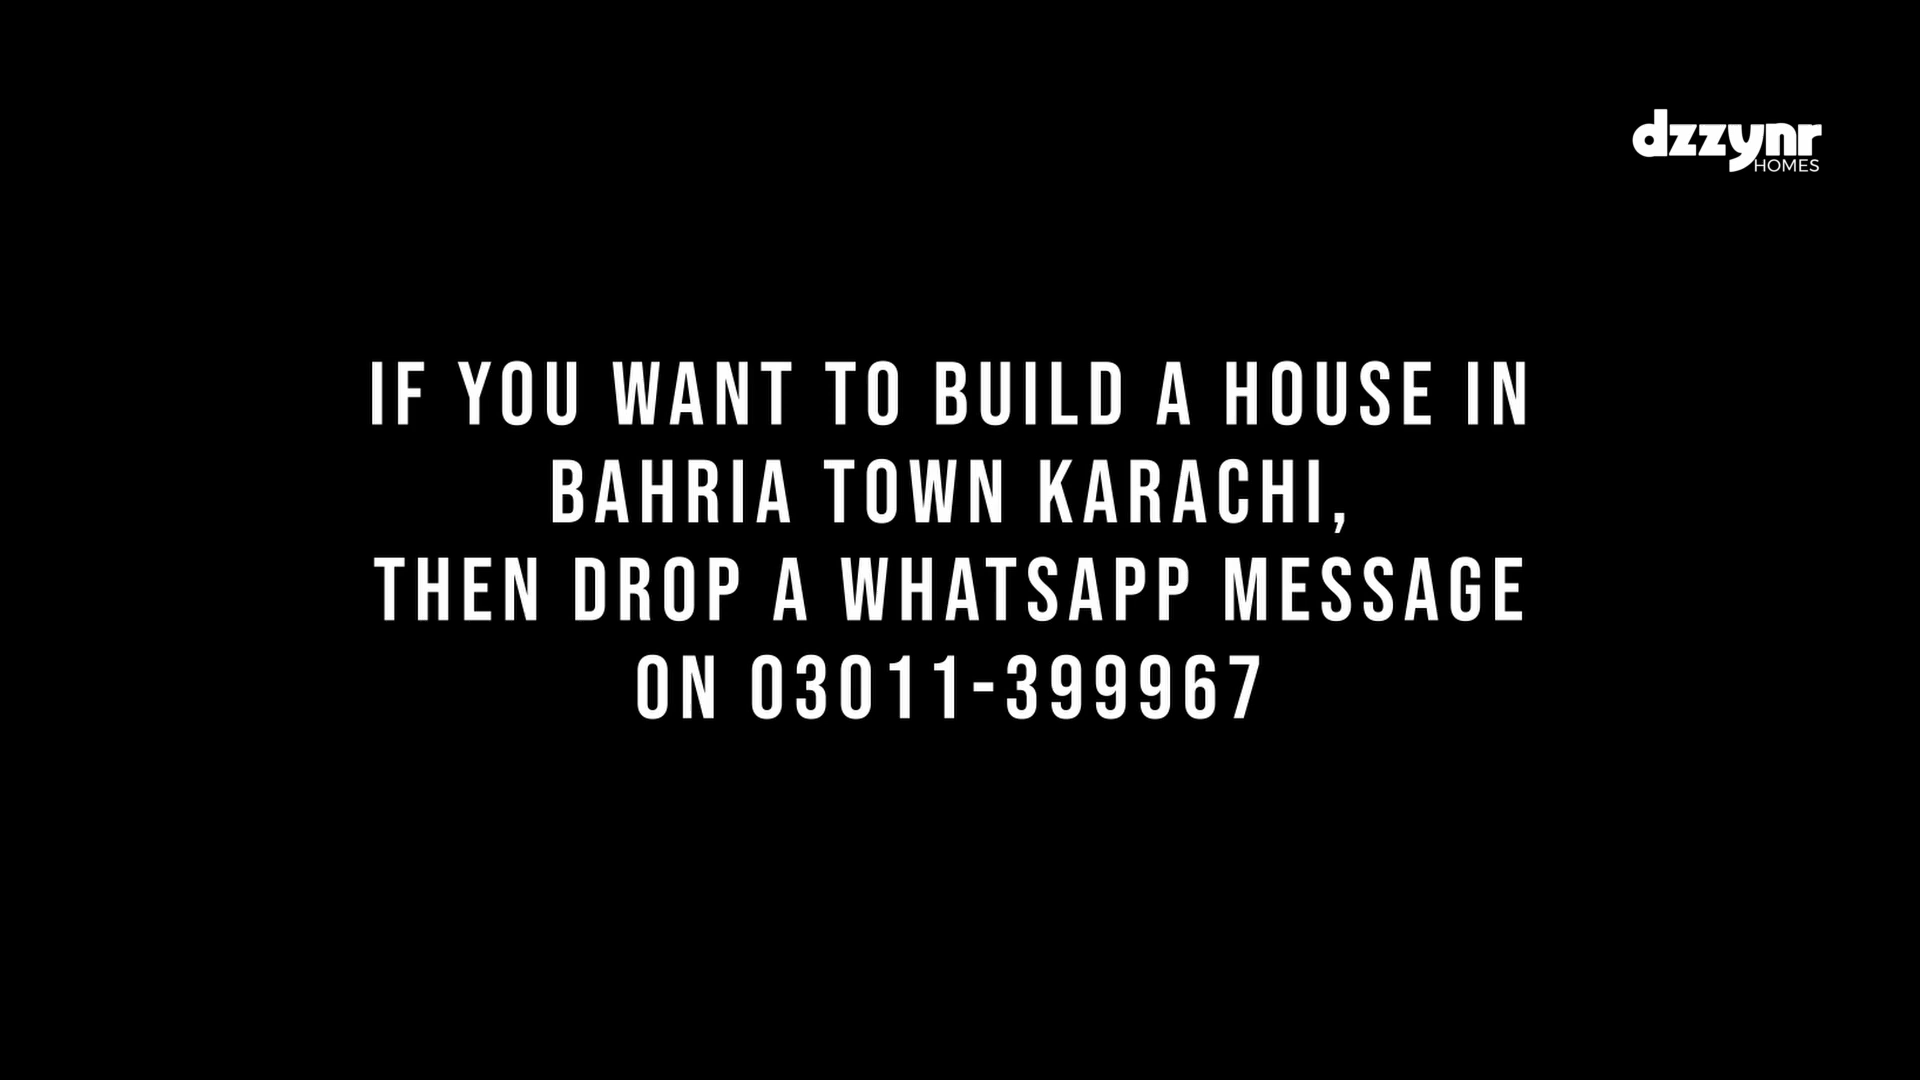 dzzynr
HOMES
IF YOU WANT TO BUILD A HOUSE IN
BAHRIA TOWN KARACHI,
THEN DROP A WHATSAPP MESSAGE
ON 03011-399967